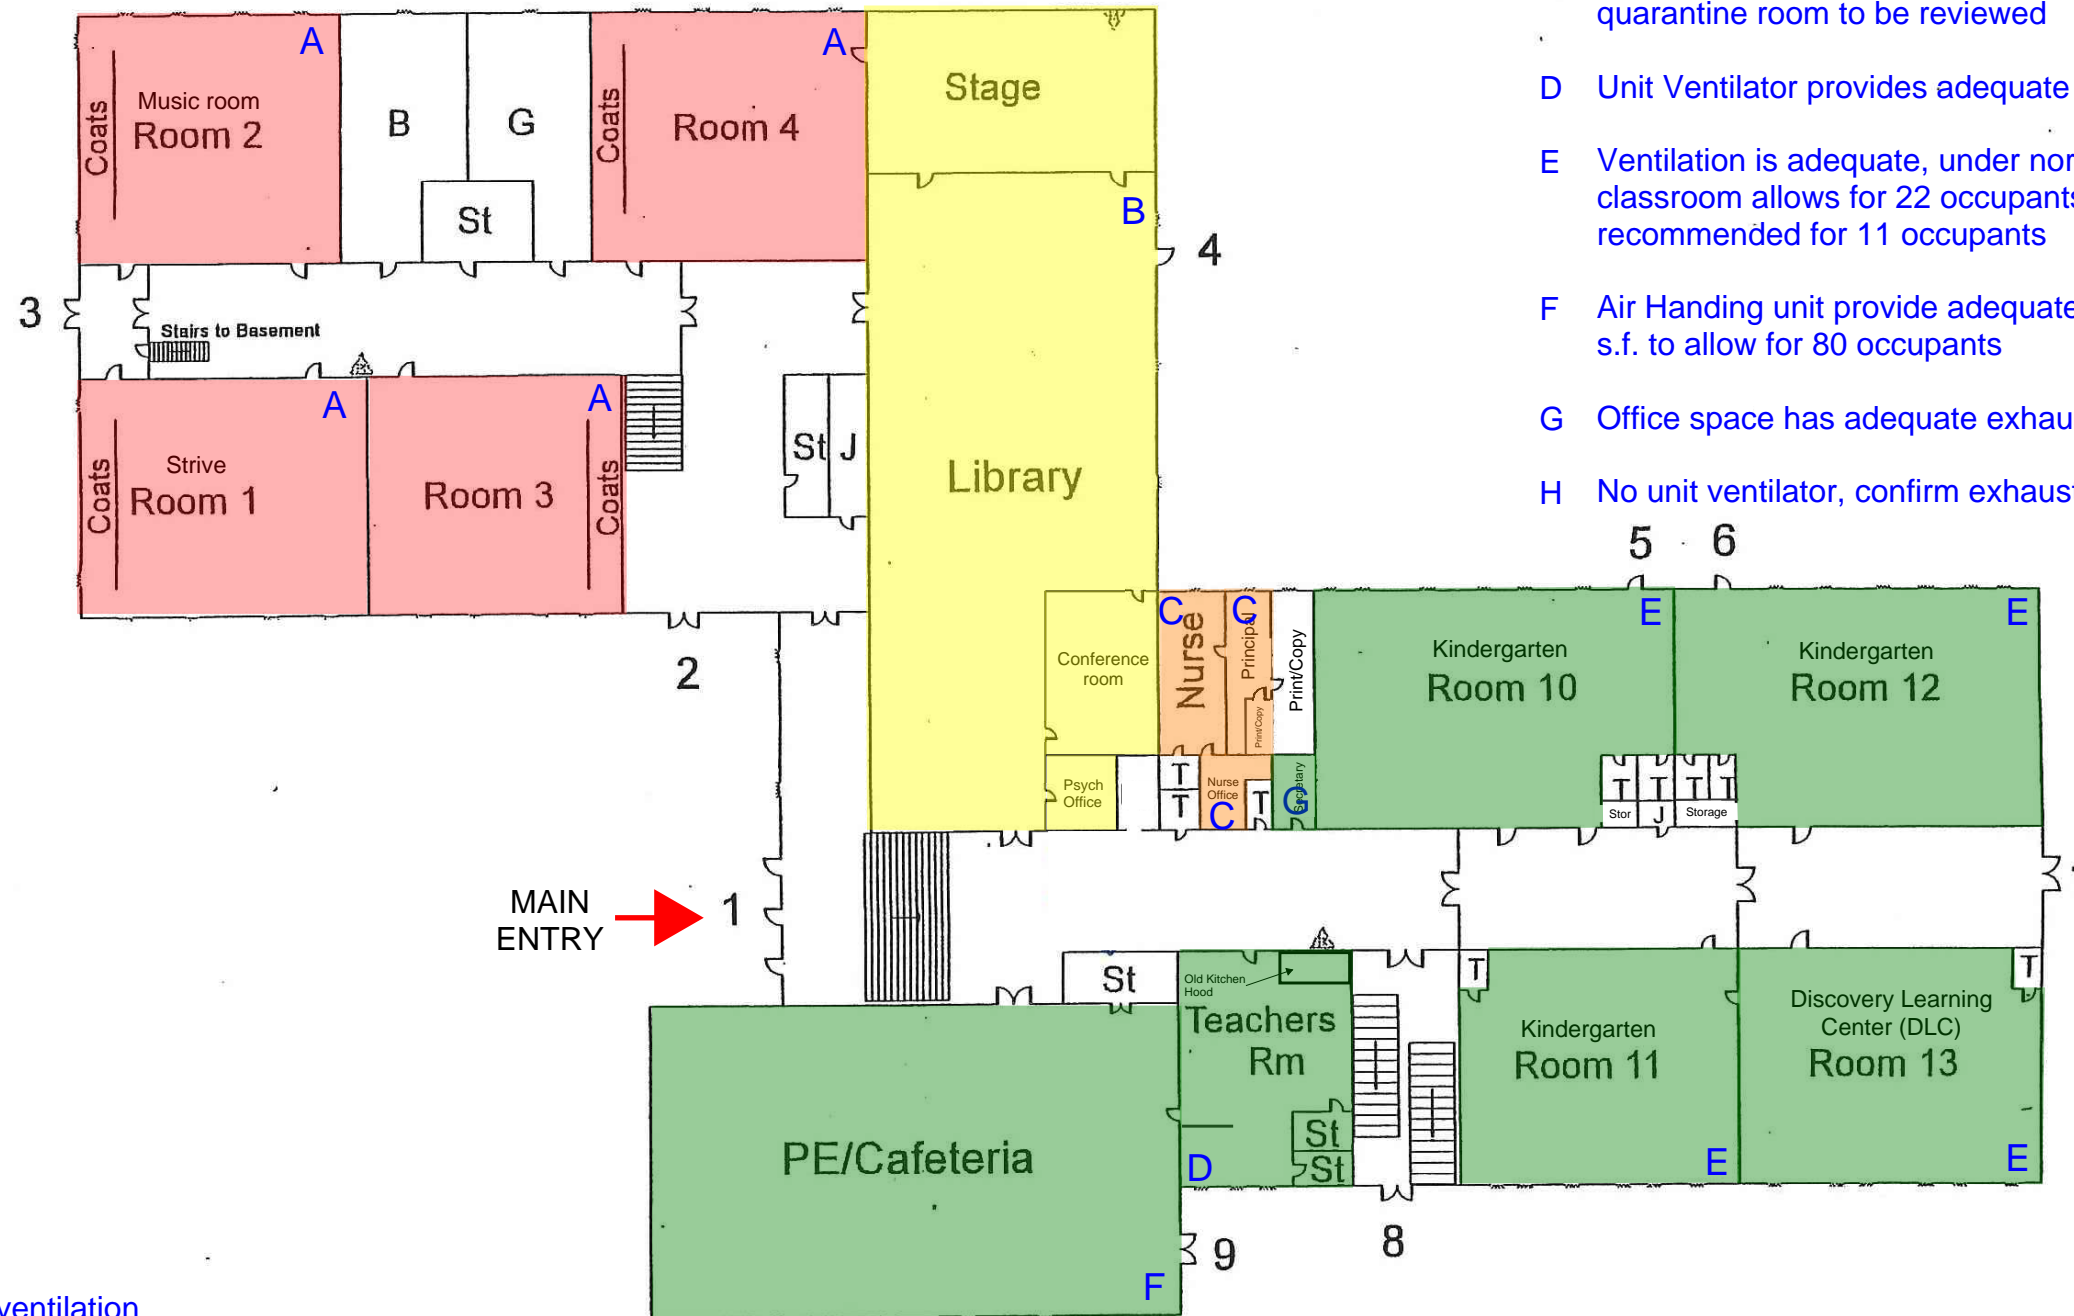 quarantine room to be reviewed
D Unit Ventilator provides adequate
E Ventilation is adequate, under nor
classroom allows for 22 occupants
recommended for 11 occupants
F Air Handing unit provide adequate
s.f. to allow for 80 occupants
G Office space has adequate exhau
H No unit ventilator, confirm exhaus
A
Music room
Room 2
Coats
B
G
St
A
Coats
Room 4
Stage
B
4
3
Stairs to Basement
A
Strive
Room 1
Coats
A
Room 3
Coats
St
J
Library
2
5
6
Conference
room
C
Nurse
C
Principal
Print/Copy
Print/Copy
E
Kindergarten
Room 10
E
Kindergarten
Room 12
Psych
Office
T
T
Nurse
Office
C
T
Secretary
G
T
T
T
T
Stor
J
Storage
MAIN
ENTRY
1
St
Old Kitchen
Hood
Teachers
Rm
St
St
D
T
Kindergarten
Room 11
E
T
Discovery Learning
Center (DLC)
Room 13
E
PE/Cafeteria
F
9
8
ventilation